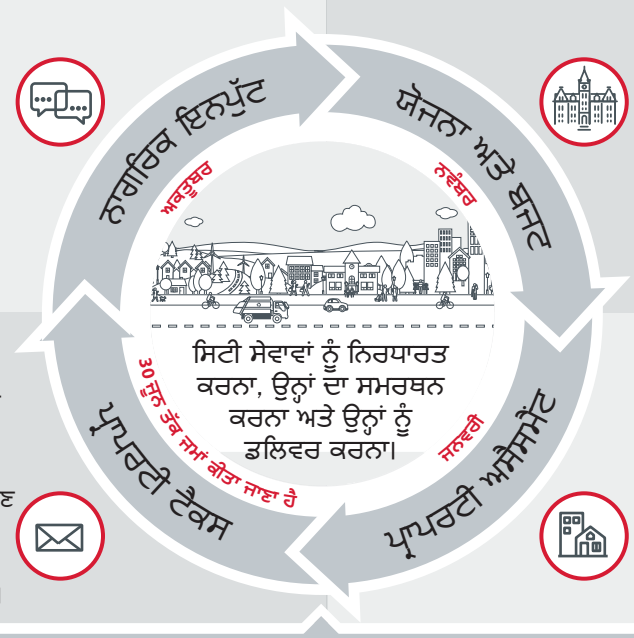 ਨਾਗਰਿਕ ਇਨਪੁੱਟ
ਯੋਜਨਾ ਅਤੇ ਬਜਟ
ਅਕਤੂਬਰ
ਨਵੰਬਰ
ਸਿਟੀ ਸੇਵਾਵਾਂ ਨੂੰ ਨਿਰਧਾਰਤ
ਕਰਨਾ, ਉਨ੍ਹਾਂ ਦਾ ਸਮਰਥਨ
ਕਰਨਾ ਅਤੇ ਉਨ੍ਹਾਂ ਨੂੰ
ਡਲਿਵਰ ਕਰਨਾ।
30 ਜੂਨ ਤੱਕ ਜਮਾਂ ਕੀਤਾ ਜਾਣਾ ਹੈ
ਜਨਵਰੀ
ਪ੍ਰਾਪਰਟੀ ਟੈਕਸ
ਪ੍ਰਾਪਰਟੀ ਅਸੈਸਮੈਂਟ